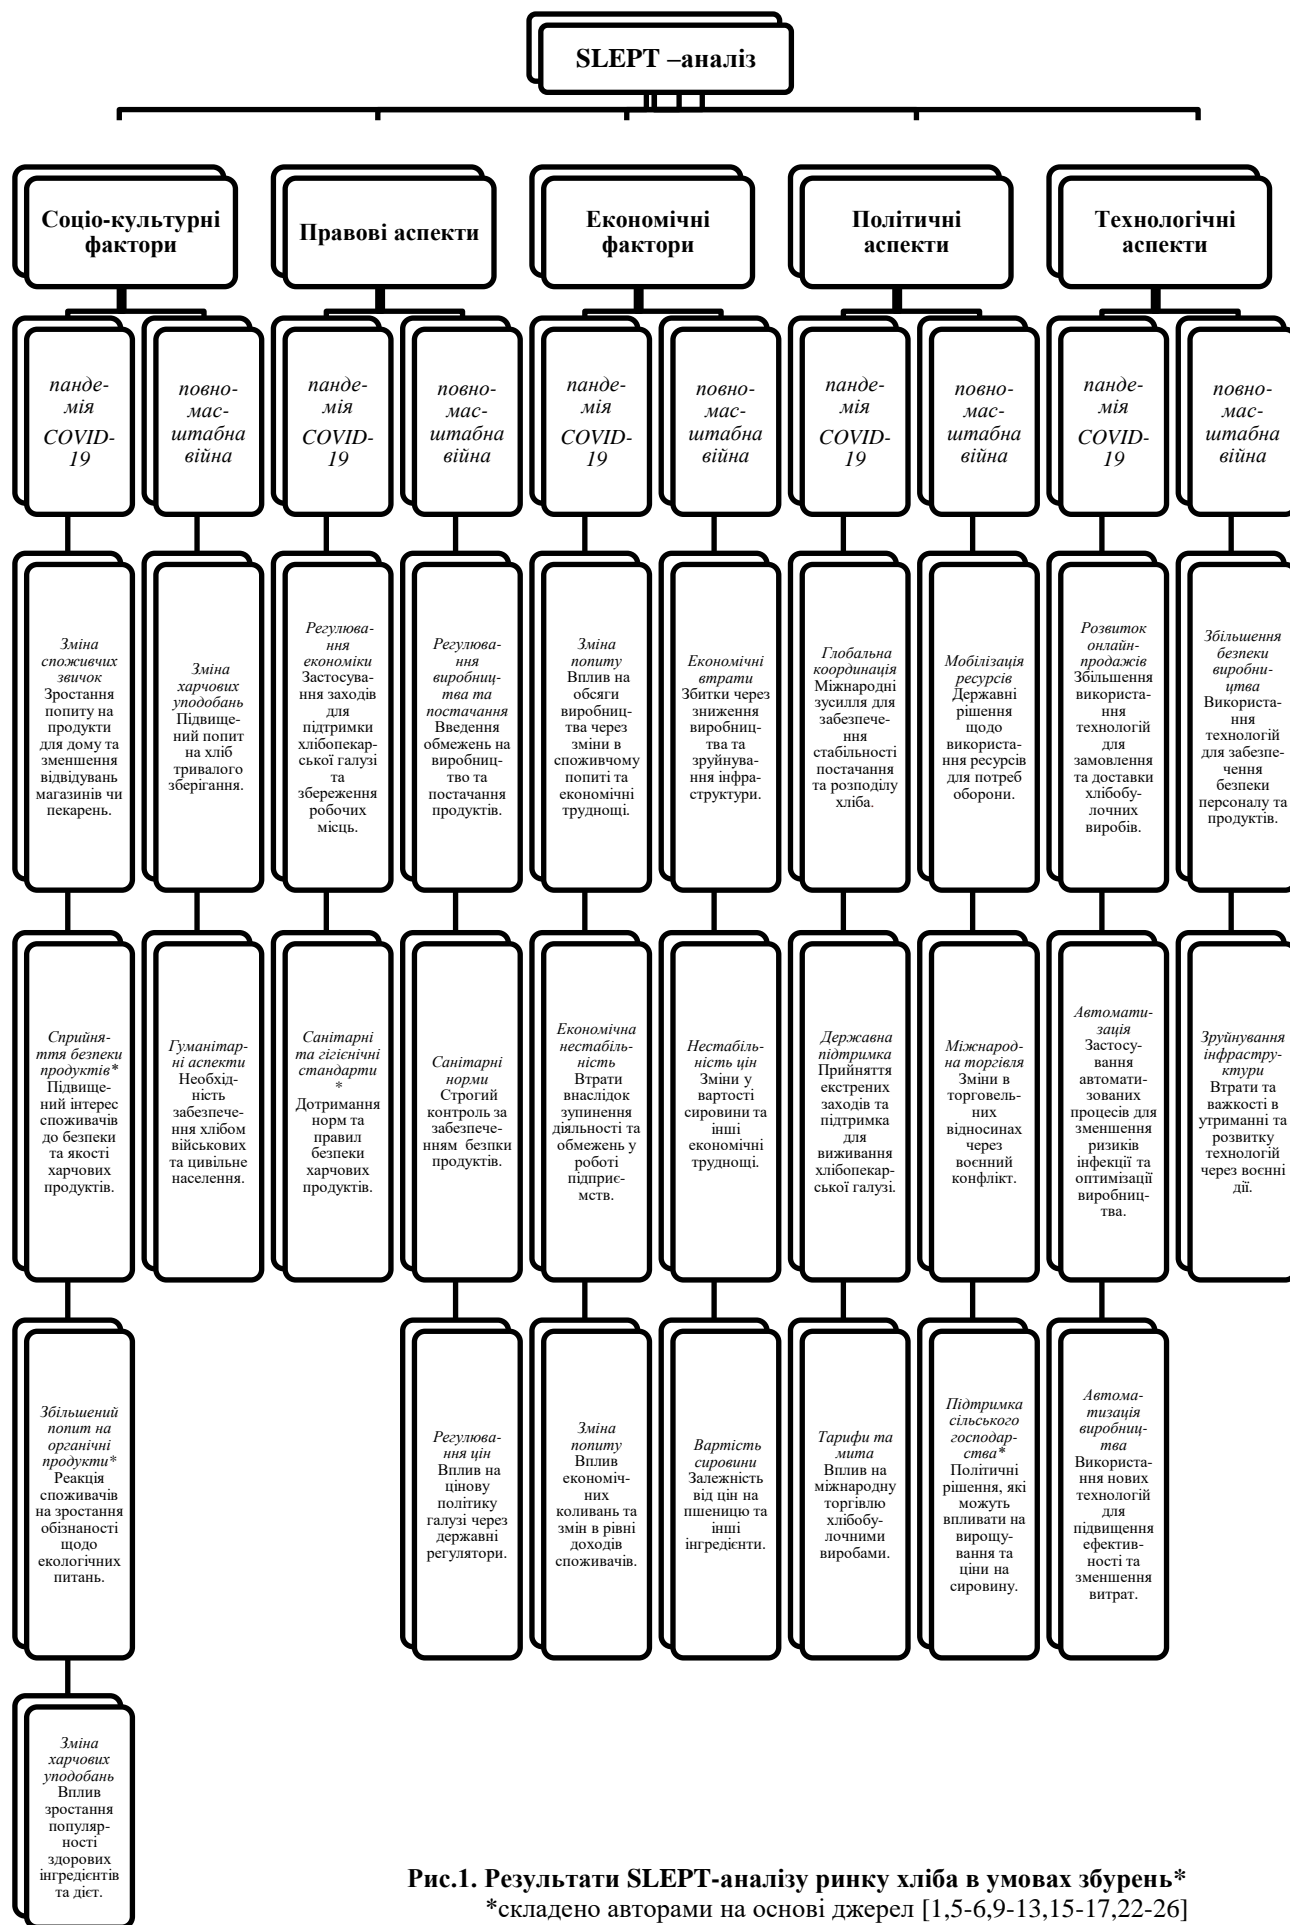 SLEPT –аналіз
Соціо-культурні
фактори
Правові аспекти
Економічні
фактори
Політичні
аспекти
Технологічні
аспекти
панде-
мія
COVID-
19
повно-
мас-
штабна
війна
панде-
мія
COVID-
19
повно-
мас-
штабна
війна
панде-
мія
COVID-
19
повно-
мас-
штабна
війна
панде-
мія
COVID-
19
повно-
мас-
штабна
війна
панде-
мія
COVID-
19
повно-
мас-
штабна
війна
Зміна
споживчих
звичок
Зростання
попиту на
продукти
для дому та
зменшення
відвідувань
магазинів чи
пекарень.
Зміна
харчових
уподобань
Підвище-
ний попит
на хліб
тривалого
зберігання.
Регулюва-
ння
економіки
Застосува-
ння заходів
для
підтримки
хлібопекар-
ської галузі
та
збереження
робочих
місць.
Регулюва-
ння
виробниц-
тва та
постачання
Введення
обмежень на
виробниц-
тво та
постачання
продуктів.
Зміна
попиту
Вплив на
обсяги
виробниц-
тва через
зміни в
споживчому
попиті та
економічні
труднощі.
Економічні
втрати
Збитки через
зниження
виробниц-
тва та
зруйнува-
ння інфра-
структури.
Глобальна
координація
Міжнародні
зусилля для
забезпече-
ння
стабільності
постачання
та розподілу
хліба.
Мобілізація
ресурсів
Державні
рішення
щодо
використа-
ння ресурсів
для потреб
оборони.
Розвиток
онлайн-
продажів
Збільшення
використа-
ння
технологій
для
замовлення
та доставки
хлібобу-
лочних
виробів.
Збільшення
безпеки
виробни-
цтва
Використа-
ння
технологій
для забезпе-
чення
безпеки
персоналу та
продуктів.
Сприйня-
ття безпеки
продуктів*
Підвище-
ний інтерес
споживачів
до безпеки
та якості
харчових
продуктів.
Гуманітар-
ні аспекти
Необхід-
ність
забезпече-
ння хлібом
військових
та цивільне
населення.
Санітарні
та гігієнічні
стандарти
*
Дотримання
норм та
правил
безпеки
харчових
продуктів.
Санітарні
норми
Строгий
контроль за
забезпече-
нням безпки
продуктів.
Економічна
нестабіль-
ність
Втрати
внаслідок
зупинення
діяльності та
обмежень у
роботі
підприє-
мств.
Нестабіль-
ність цін
Зміни у
вартості
сировини та
інші
економічні
труднощі.
Державна
підтримка
Прийняття
екстрених
заходів та
підтримка
для
виживання
хлібопекар-
ської галузі.
Міжнарод-
на торгівля
Зміни в
торговель-
них
відносинах
через
воєнний
конфлікт.
Автомати-
зація
Застосу-
вання
автомати-
зованих
процесів для
зменшення
ризиків
інфекції та
оптимізації
виробниц-
тва.
Зруйнування
інфрастру-
ктури
Втрати та
важкості в
утриманні та
розвитку
технологій
через воєнні
дії.
Збільшений
попит на
органічні
продукти*
Реакція
споживачів
на зростання
обізнаності
щодо
екологічних
питань.
Регулюва-
ння цін
Вплив на
цінову
політику
галузі через
державні
регулятори.
Зміна
попиту
Вплив
економіч-
них
коливань та
змін в рівні
доходів
споживачів.
Вартість
сировини
Залежність
від цін на
пшеницю та
інші
інгредієнти.
Тарифи та
мита
Вплив на
міжнародну
торгівлю
хлібобу-
лочними
виробами.
Підтримка
сільського
господар-
ства*
Політичні
рішення, які
можуть
впливати на
вирощу-
вання та
ціни на
сировину.
Автома-
тизація
виробниц-
тва
Використа-
ння нових
технологій
для
підвищення
ефектив-
ності та
зменшення
витрат.
Зміна
харчових
уподобань
Вплив
зростання
популяр-
ності
здорових
інгредієнтів
та дієт.
Рис.1. Результати SLEPT-аналізу ринку хліба в умовах збурень*
*складено авторами на основі джерел [1,5-6,9-13,15-17,22-26]